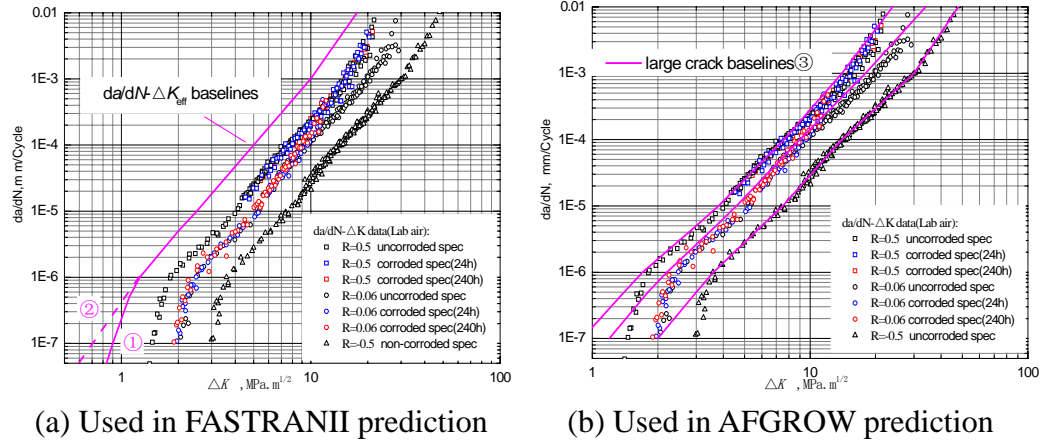 0.01
1E-3
1E-4
1E-5
1E-6
1E-7
da/dN,m m/Cycle
da/dN-△Keff baselines
②
①
da/dN-△K data(Lab air):
R=0.5 uncorroded spec
R=0.5 corroded spec(24h)
R=0.5 corroded spec(240h)
R=0.06 uncorroded spec
R=0.06 corroded spec(24h)
R=0.06 corroded spec(240h)
R=-0.5 non-corroded spec
1 10 100
△K ,MPa.m1/2
(a) Used in FASTRANII prediction
0.01
1E-3
1E-4
1E-5
1E-6
1E-7
da/dN, mm/Cycle
large crack baselines③
da/dN-△K data(Lab air):
R=0.5 uncorroded spec
R=0.5 corroded spec(24h)
R=0.5 corroded spec(240h)
R=0.06 uncorroded spec
R=0.06 corroded spec(24h)
R=0.06 corroded spec(240h)
R=-0.5 uncorroded spec
1 10 100
△K ,MPa.m1/2
(b) Used in AFGROW prediction